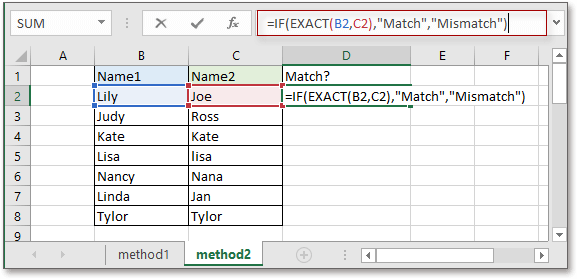 SUM fx =IF(EXACT(B2,C2),"Match","Mismatch")
A B C D E F
1 Name1 Name2 Match?
2 Lily Joe =IF(EXACT(B2,C2),"Match","Mismatch")
3 Judy Ross
4 Kate Kate
5 Lisa lisa
6 Nancy Nana
7 Linda Jan
8 Tylor Tylor
9
method1 method2